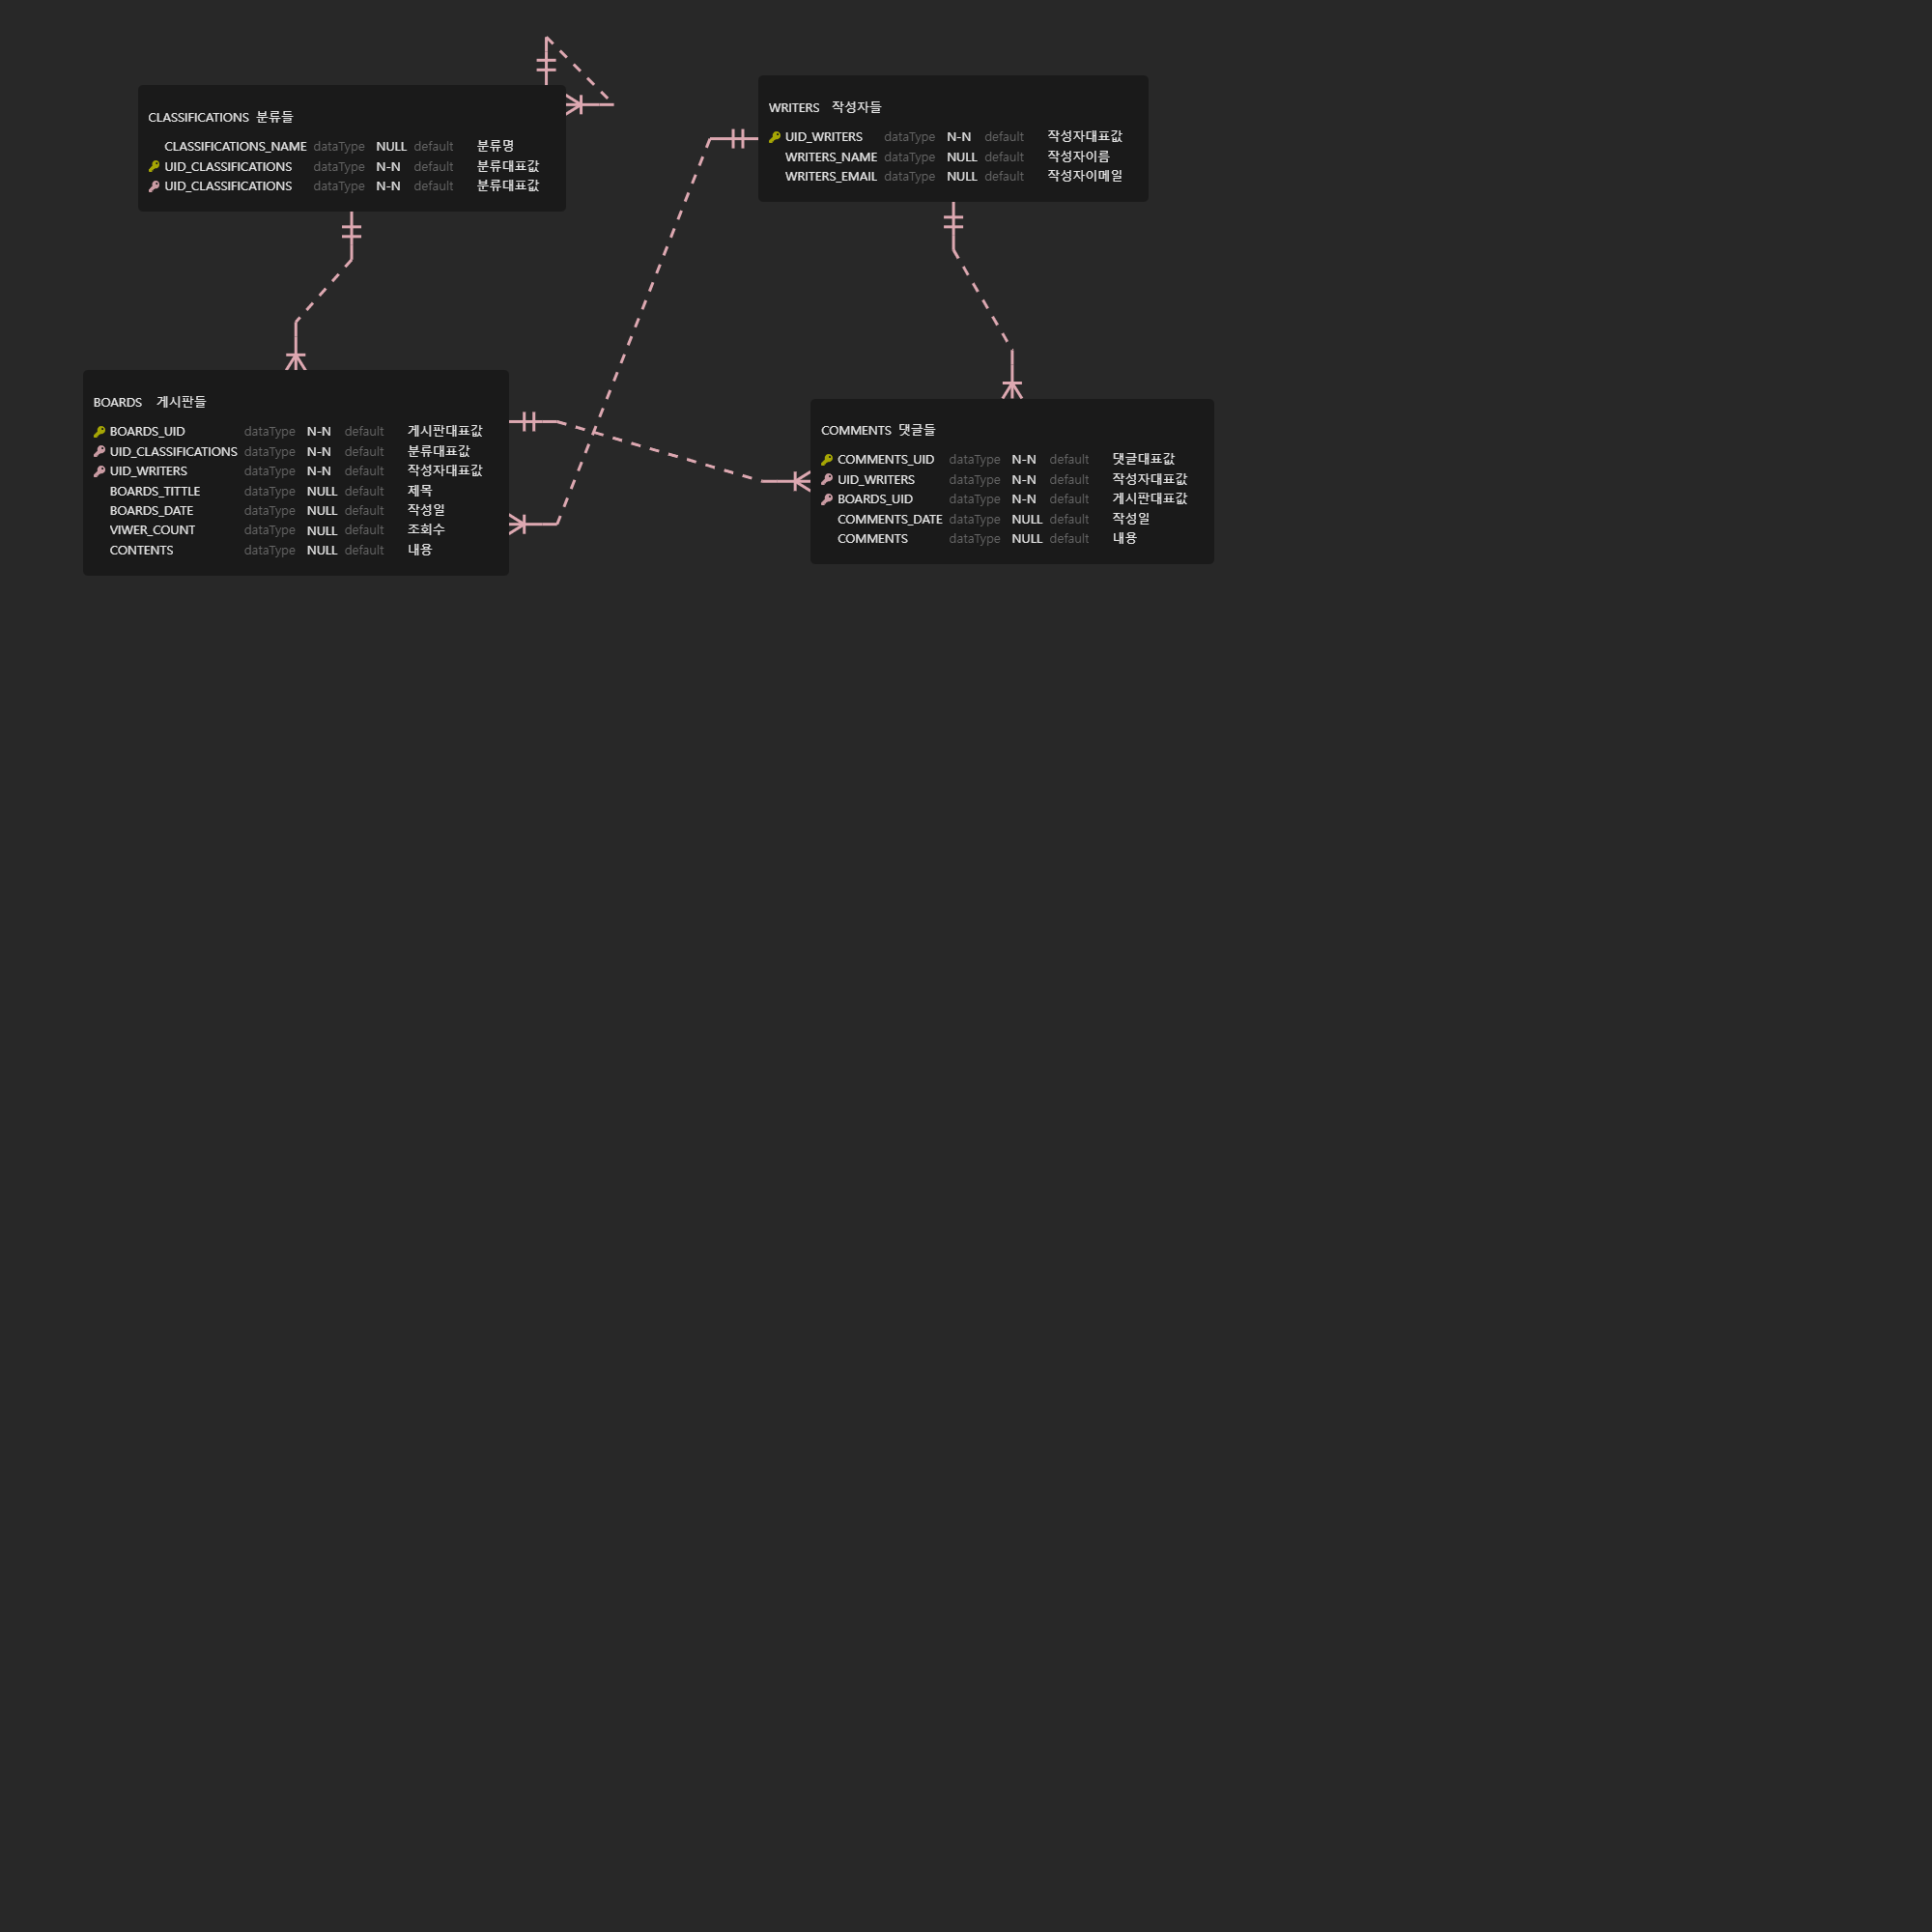 CLASSIFICATIONS 분류들
CLASSIFICATIONS_NAME dataType NULL default 분류명
UID_CLASSIFICATIONS dataType N-N default 분류대표값
UID_CLASSIFICATIONS dataType N-N default 분류대표값
WRITERS 작성자들
UID_WRITERS dataType N-N default 작성자대표값
WRITERS_NAME dataType NULL default 작성자이름
WRITERS_EMAIL dataType NULL default 작성자이메일
BOARDS 게시판들
BOARDS_UID dataType N-N default 게시판대표값
UID_CLASSIFICATIONS dataType N-N default 분류대표값
UID_WRITERS dataType N-N default 작성자대표값
BOARDS_TITTLE dataType NULL default 제목
BOARDS_DATE dataType NULL default 작성일
VIWER_COUNT dataType NULL default 조회수
CONTENTS dataType NULL default 내용
COMMENTS 댓글들
COMMENTS_UID dataType N-N default 댓글대표값
UID_WRITERS dataType N-N default 작성자대표값
BOARDS_UID dataType N-N default 게시판대표값
COMMENTS_DATE dataType NULL default 작성일
COMMENTS dataType NULL default 내용